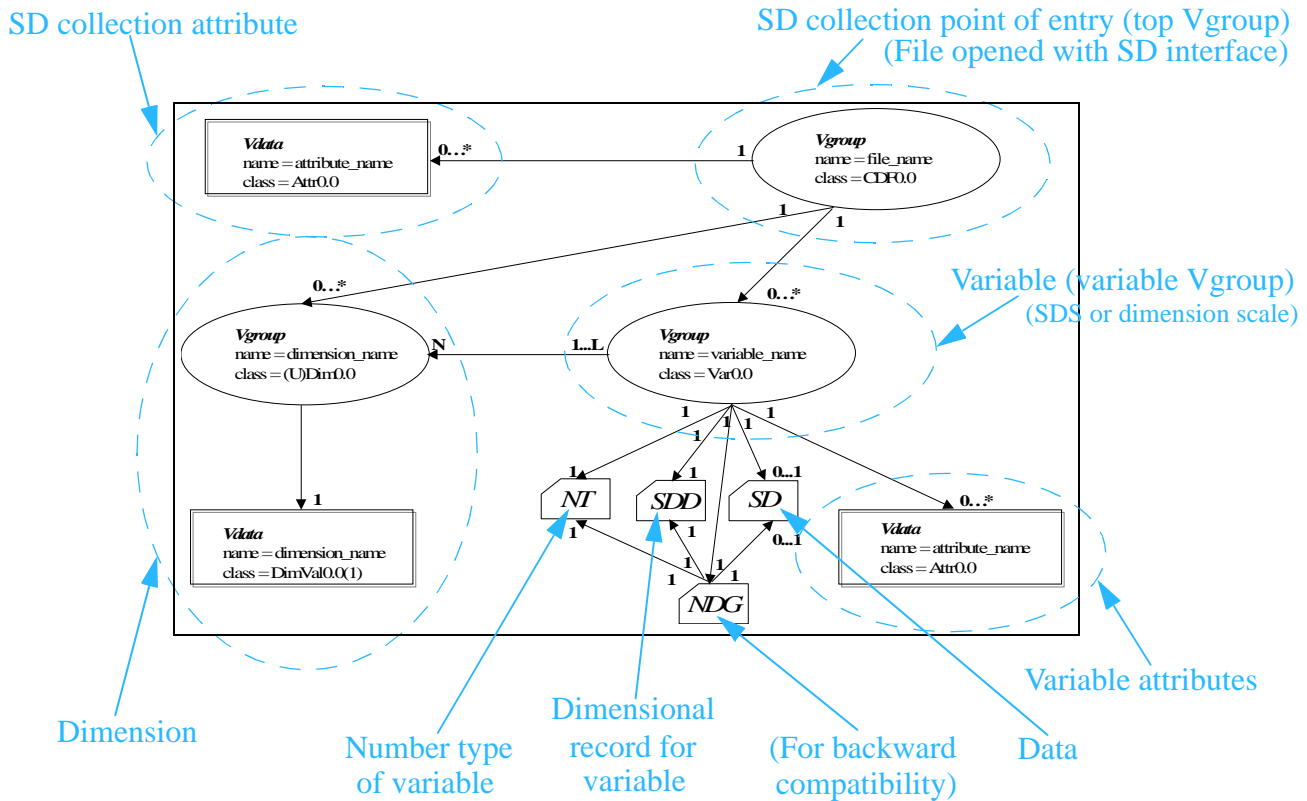 SD collection attribute
SD collection point of entry (top Vgroup)
(File opened with SD interface)
Vdata
name = attribute_name
class = Attr0.0
0…*
1
Vgroup
name = file_name
class = CDF0.0
1
1
0…*
0…*
Variable (variable Vgroup)
(SDS or dimension scale)
Vgroup
name = dimension_name
class = (U)Dim0.0
N
1...L
Vgroup
name = variable_name
class = Var0.0
1
1
1
1
1
1
1
0...1
0…*
1
Vdata
name = dimension_name
class = DimVal0.0(1)
NT
SDD
SD
Vdata
name = attribute_name
class = Attr0.0
1
1
0...1
1
1
1
1
NDG
Dimension
Number type
of variable
Dimensional
record for
variable
(For backward
compatibility)
Data
Variable attributes